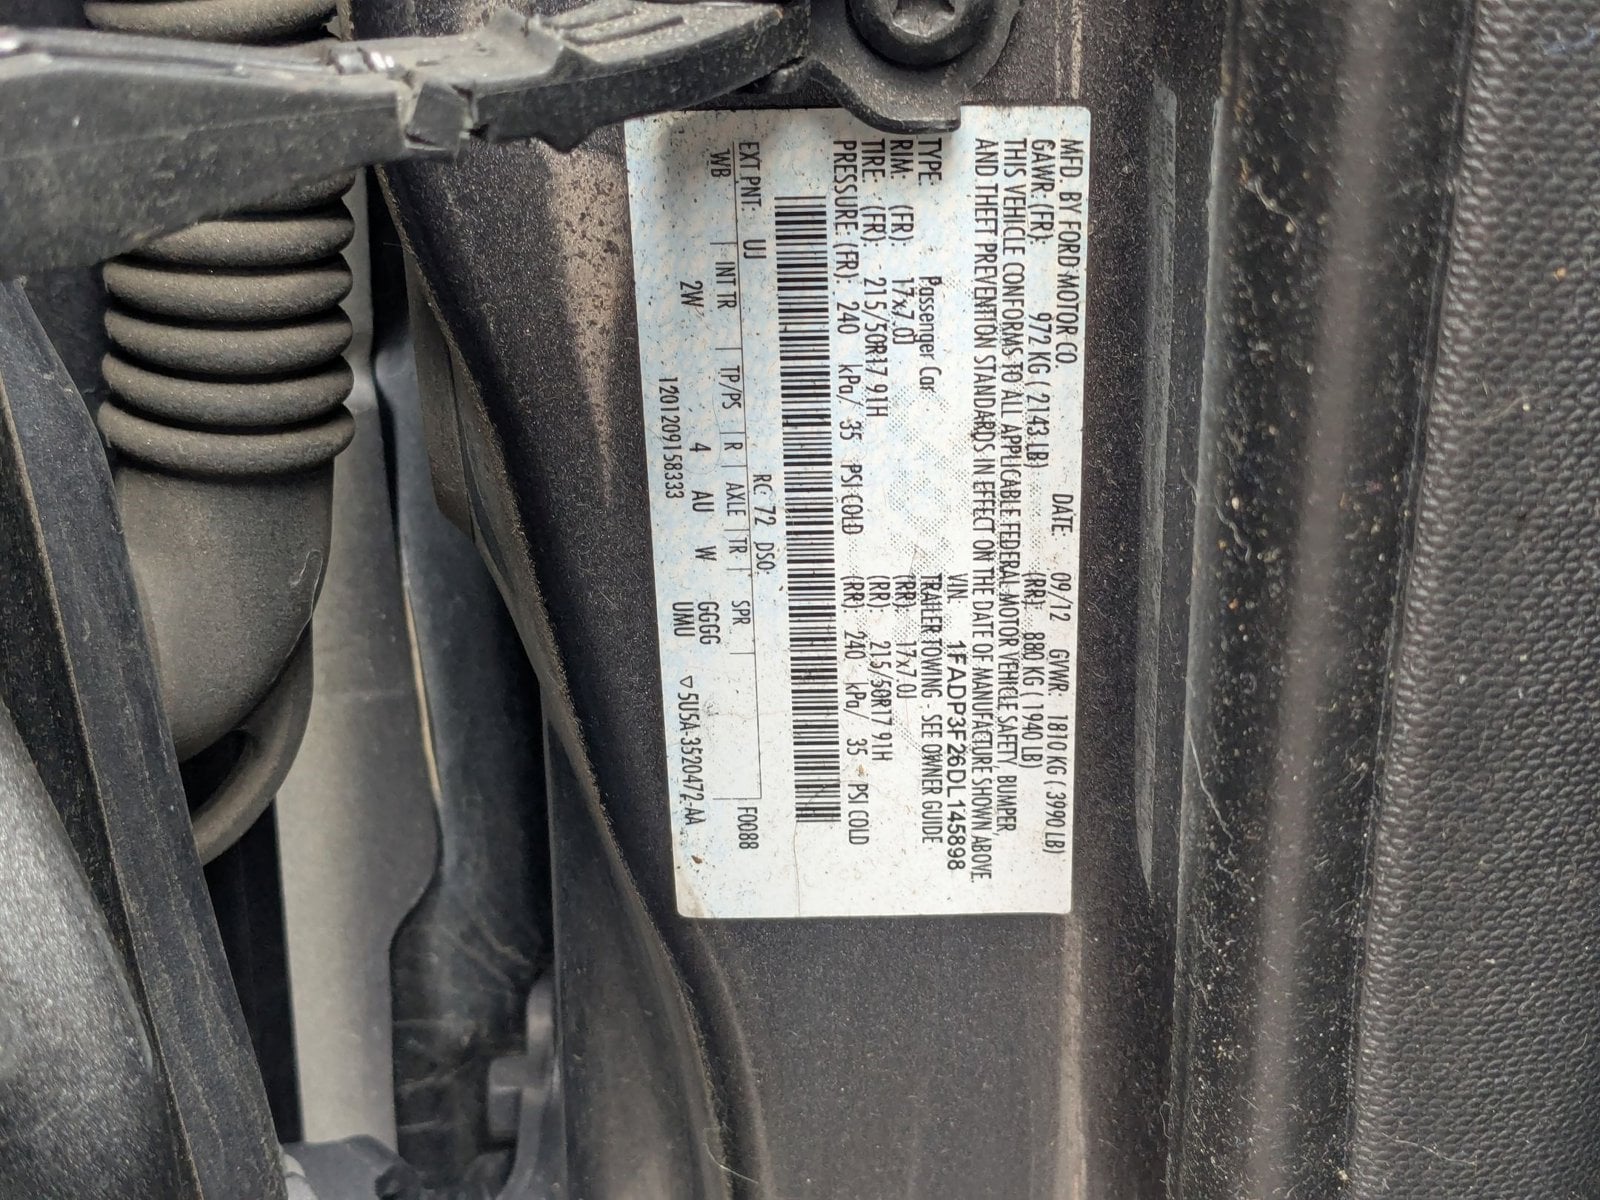 MFD. BY FORD MOTOR CO.
DATE: 09/12 GVWR: 1810 KG ( 3990 LB)
GAWR: (FR): 972 KG ( 2143 LB) (RR): 880 KG ( 1940 LB)
THIS VEHICLE CONFORMS TO ALL APPLICABLE FEDERAL MOTOR VEHICLE SAFETY, BUMPER,
AND THEFT PREVENTION STANDARDS IN EFFECT ON THE DATE OF MANUFACTURE SHOWN ABOVE.
VIN: 1FADP3F26DL145898
TYPE: Passenger Car TRAILER TOWING - SEE OWNER GUIDE
RIM: (FR): 17x7.0J (RR): 17x7.0J
TIRE: (FR): 215/50R17 91H (RR): 215/50R17 91H
PRESSURE: (FR): 240 kPa/ 35 PSI COLD (RR): 240 kPa/ 35 PSI COLD
RC: 72 DSO:
EXT PNT: UJ F0088
WB | INT TR | TP/PS | R | AXLE | TR | SPR |
2W 4 AU W GGGG
UMU ▽5U5A-3520472-AA
120120915833​3